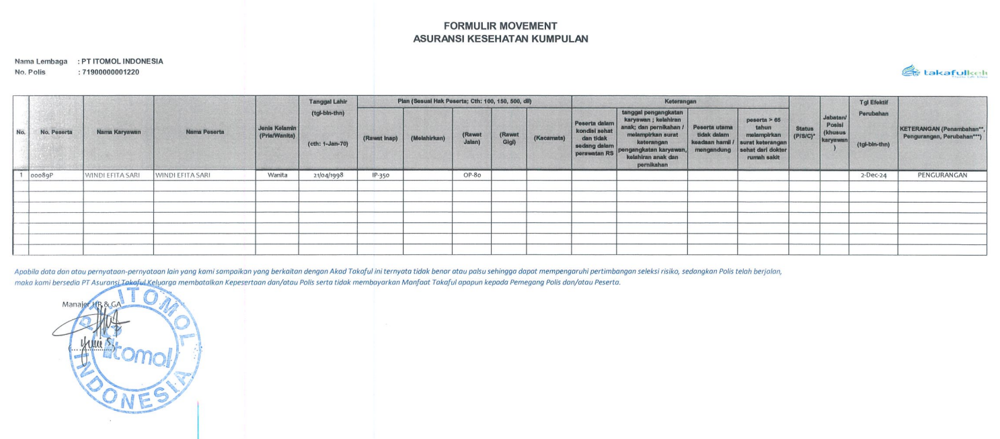 FORMULIR MOVEMENT
ASURANSI KESEHATAN KUMPULAN
Nama Lembaga : PT ITOMOL INDONESIA
No. Polis : 71900000001220
takafulkel
No.
No. Peserta
Nama Karyawan
Nama Peserta
Jenis Kelamin
(Pria/Wanita)
Tanggal Lahir
(tgl-bln-thn)
(cth: 1-Jan-70)
Plan (Sesuai Hak Peserta; Cth: 100, 150, 500, dll)
(Rawat Inap)
(Melahirkan)
(Rawat
Jalan)
(Rawat
Gigi)
(Kacamata)
Keterangan
Peserta dalam
kondisi sehat
dan tidak
sedang dalam
perawatan RS
tanggal pengangkatan
karyawan ; kelahiran
anak; dan pernikahan /
melampirkan surat
keterangan
pengangkatan karyawan,
kelahiran anak dan
pernikahan
Peserta utama
tidak dalam
keadaan hamil /
mengandung
peserta > 65
tahun
melampirkan
surat keterangan
sehat dari dokter
rumah sakit
Status
(P/S/C)*
Jabatan/
Posisi
(khusus
karyawan
)
Tgl Efektif
Perubahan
(tgl-bln-thn)
KETERANGAN (Penambahan**,
Pengurangan, Perubahan***)
1 00089P WINDI EFITA SARI WINDI EFITA SARI Wanita 21/04/1998 IP-350 OP-80 2-Dec-24 PENGURANGAN
Apabila data dan atau pernyataan-pernyataan lain yang kami sampaikan yang berkaitan dengan Akad Takaful ini ternyata tidak benar atau palsu sehingga dapat mempengaruhi pertimbangan seleksi risiko, sedangkan Polis telah berjalan,
maka kami bersedia PT Asuransi Takaful Keluarga membatalkan Kepesertaan dan/atau Polis serta tidak membayarkan Manfaat Takaful apapun kepada Pemegang Polis dan/atau Peserta.
Manajer HR & GA
(Yuni S.)
PT ITOMOL
itomol
INDONESIA